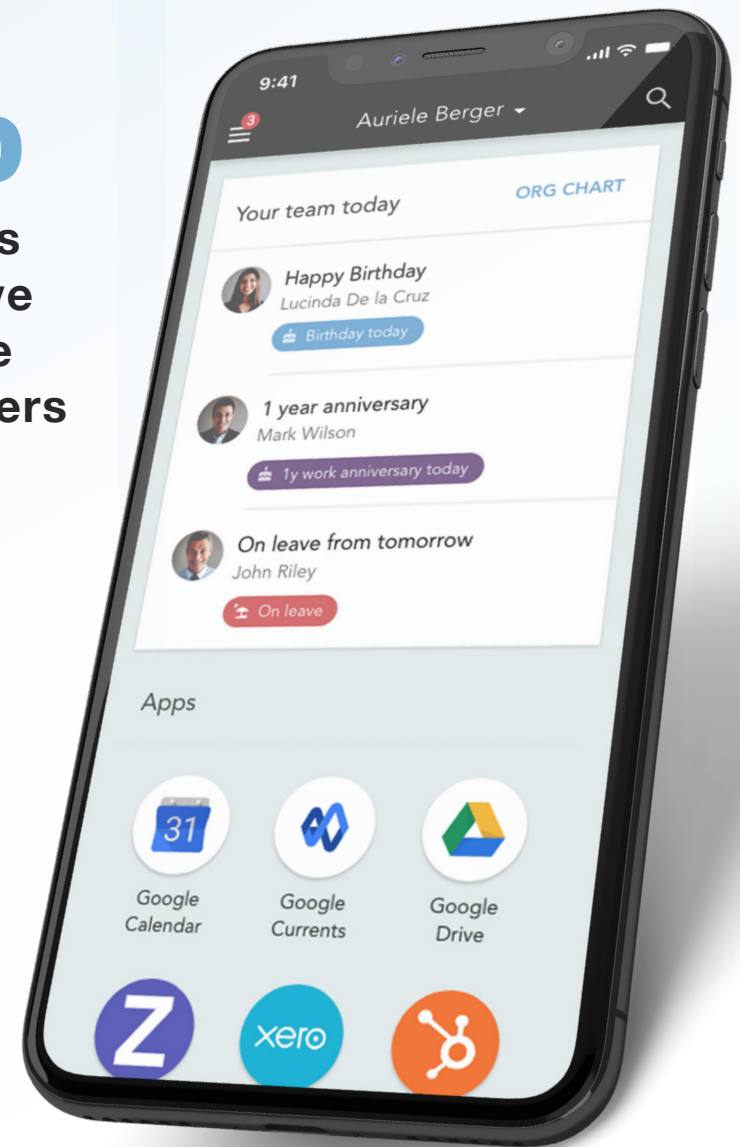 9:41
3
Auriele Berger
Your team today
ORG CHART
Happy Birthday
Lucinda De la Cruz
Birthday today
1 year anniversary
Mark Wilson
1y work anniversary today
On leave from tomorrow
John Riley
On leave
Apps
31
Google
Calendar
Google
Currents
Google
Drive
Z
xero